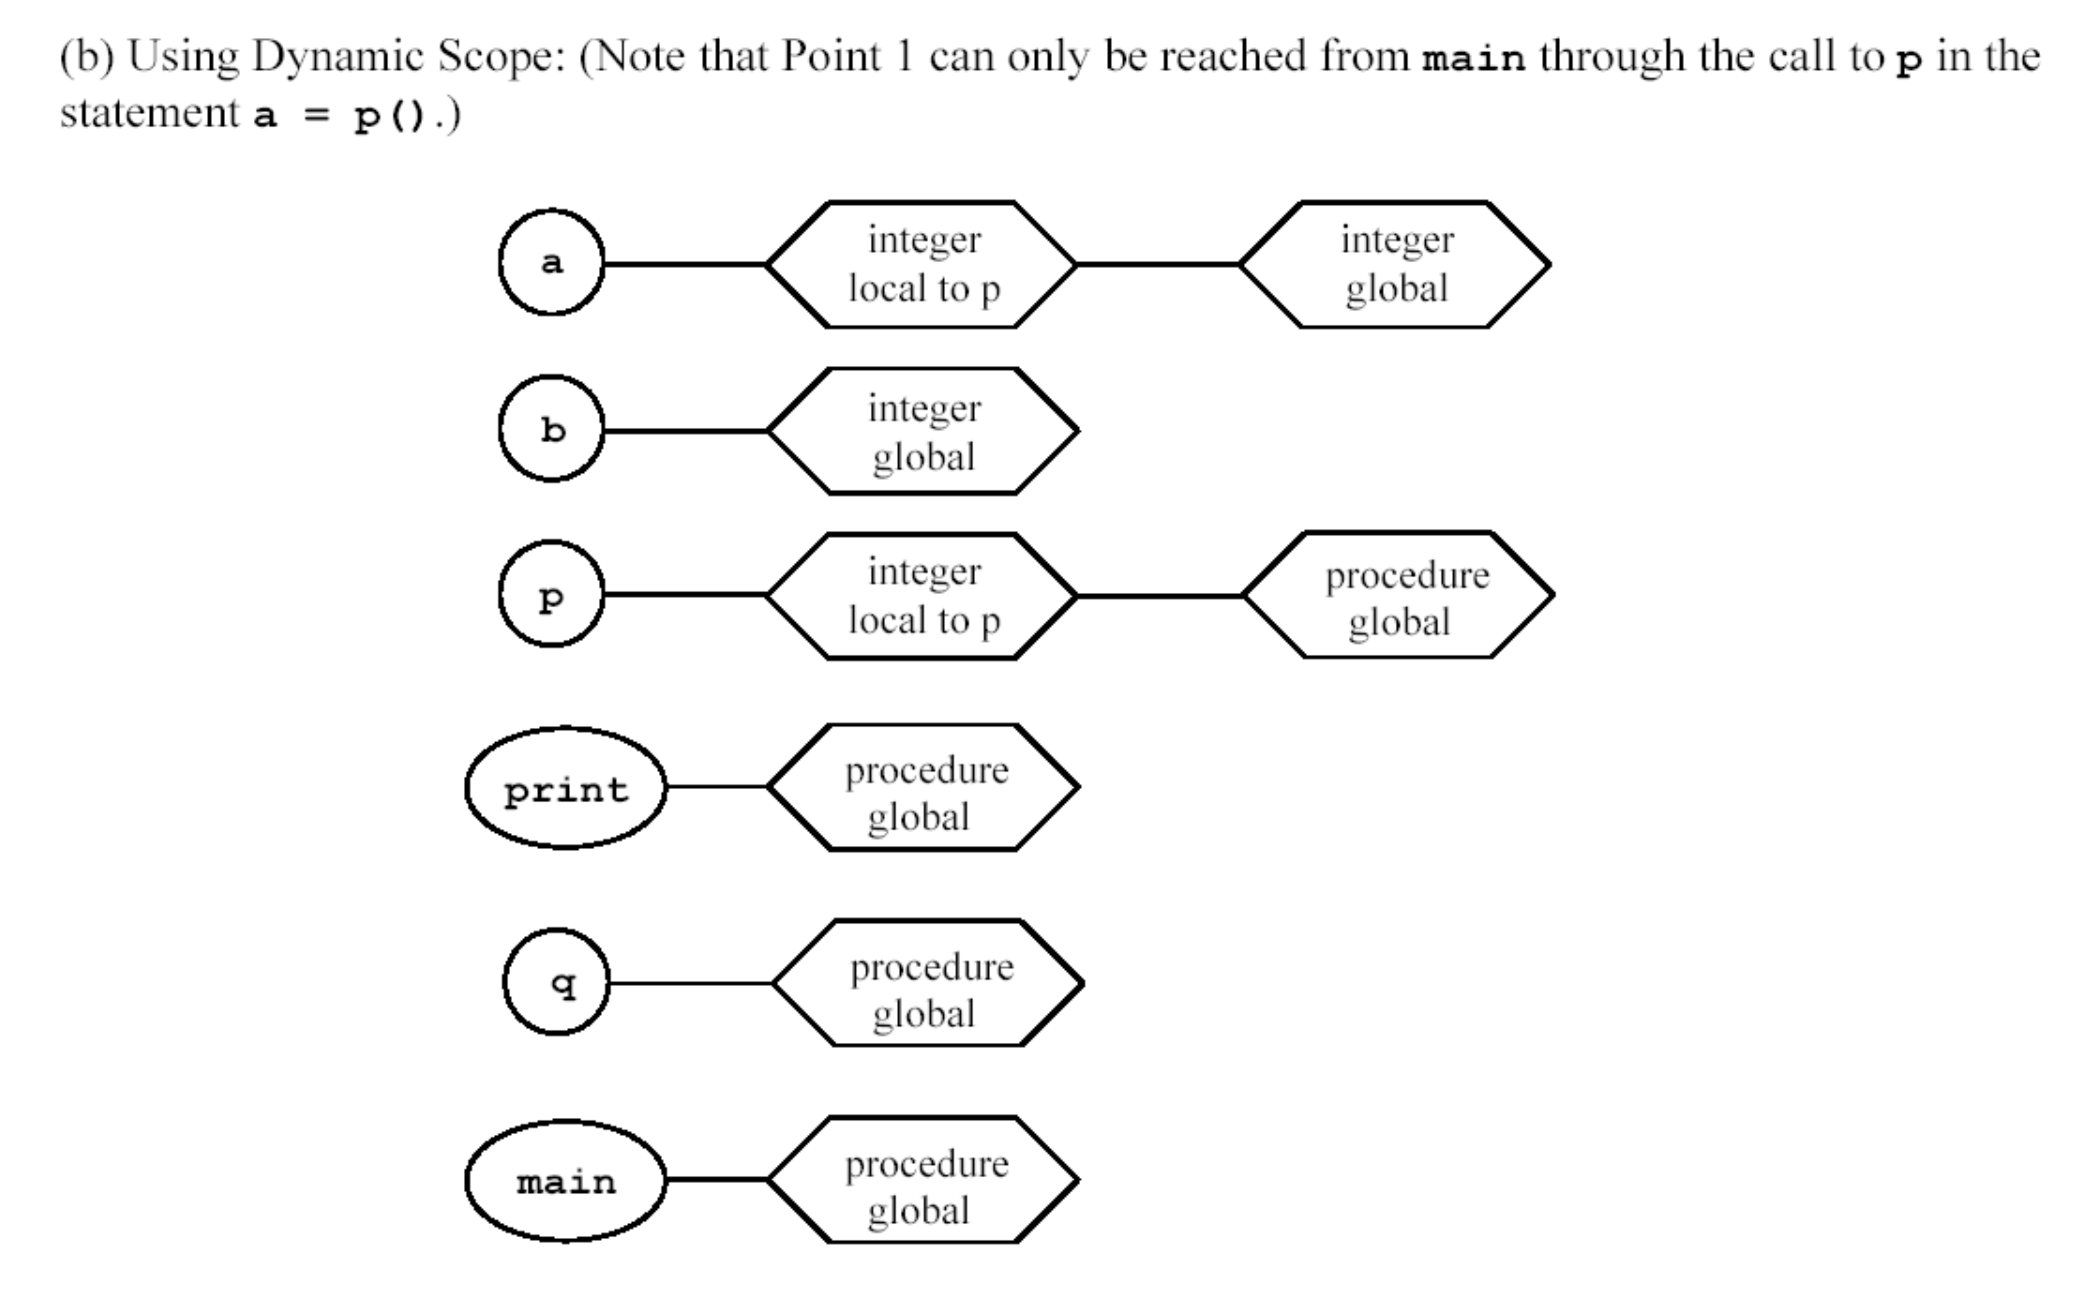 (b) Using Dynamic Scope: (Note that Point 1 can only be reached from main through the call to p in the
statement a = p().)
a
integer
local to p
integer
global
b
integer
global
p
integer
local to p
procedure
global
print
procedure
global
q
procedure
global
main
procedure
global